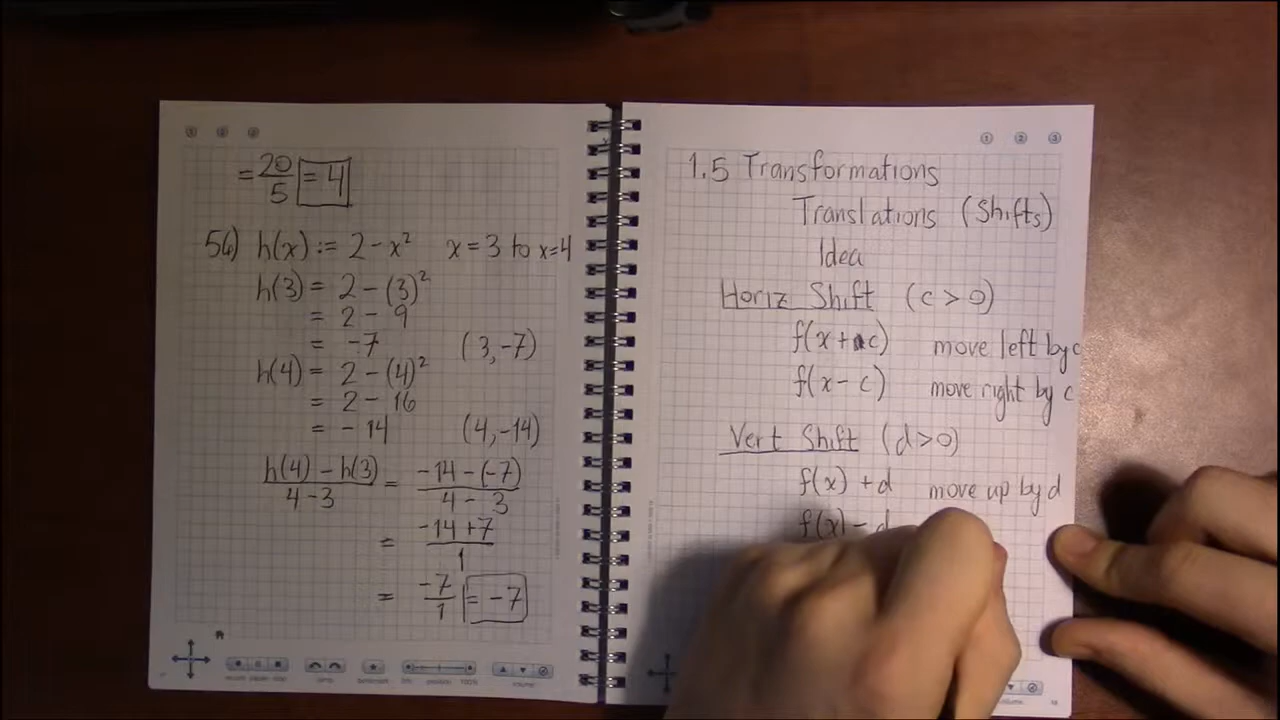 = 20/5 = 4
56) h(x) := 2 - x² x = 3 to x=4
h(3) = 2 - (3)²
= 2 - 9
= -7 (3,-7)
h(4) = 2 - (4)²
= 2 - 16
= - 14 (4,-14)
h(4) - h(3) / 4 - 3 = -14 - (-7) / 4 - 3
= -14 + 7 / 1
= -7/1 = -7
1.5 Transformations
Translations (Shifts)
Idea
Horiz Shift (c > 0)
f(x + c) move left by c
f(x - c) move right by c
Vert Shift (d>0)
f(x) + d move up by d
f(x) - d